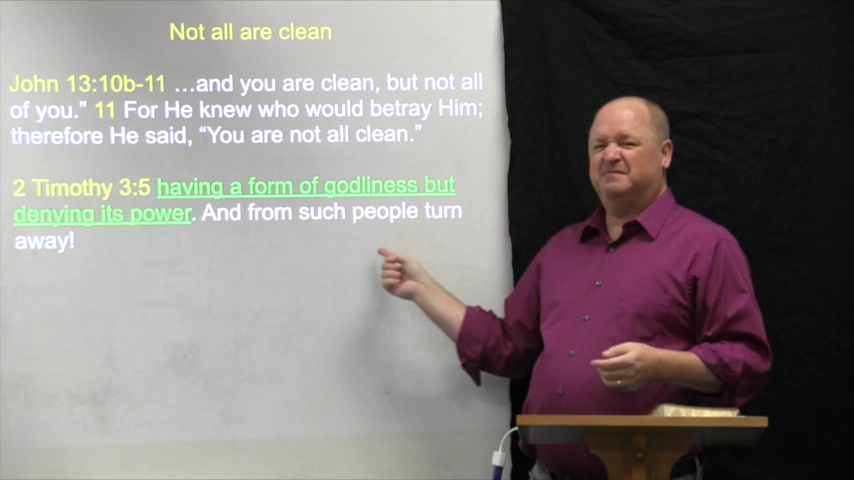 Not all are clean
John 13:10b-11 …and you are clean, but not all
of you.” 11 For He knew who would betray Him;
therefore He said, “You are not all clean.”
2 Timothy 3:5 having a form of godliness but
denying its power. And from such people turn
away!